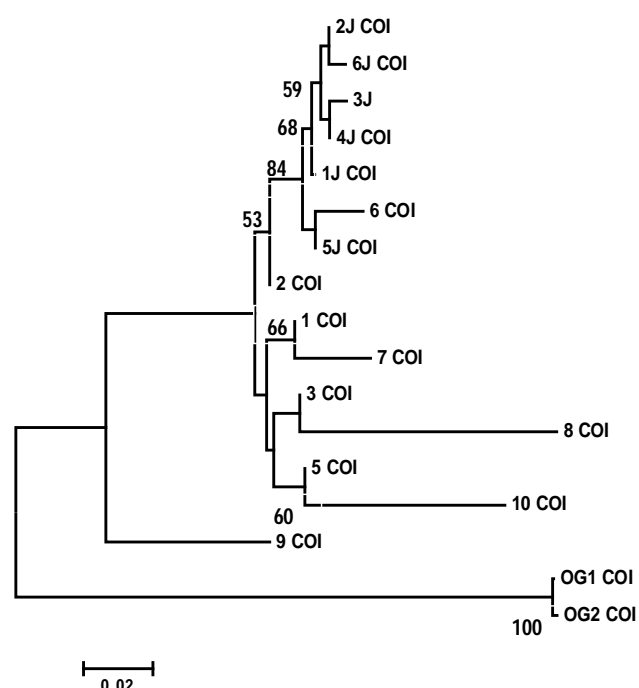 2J COI
6J COI
59
3J
68
4J COI
84
1J COI
6 COI
53
5J COI
2 COI
1 COI
66
7 COI
3 COI
8 COI
5 COI
10 COI
60
9 COI
OG1 COI
OG2 COI
100
0.02